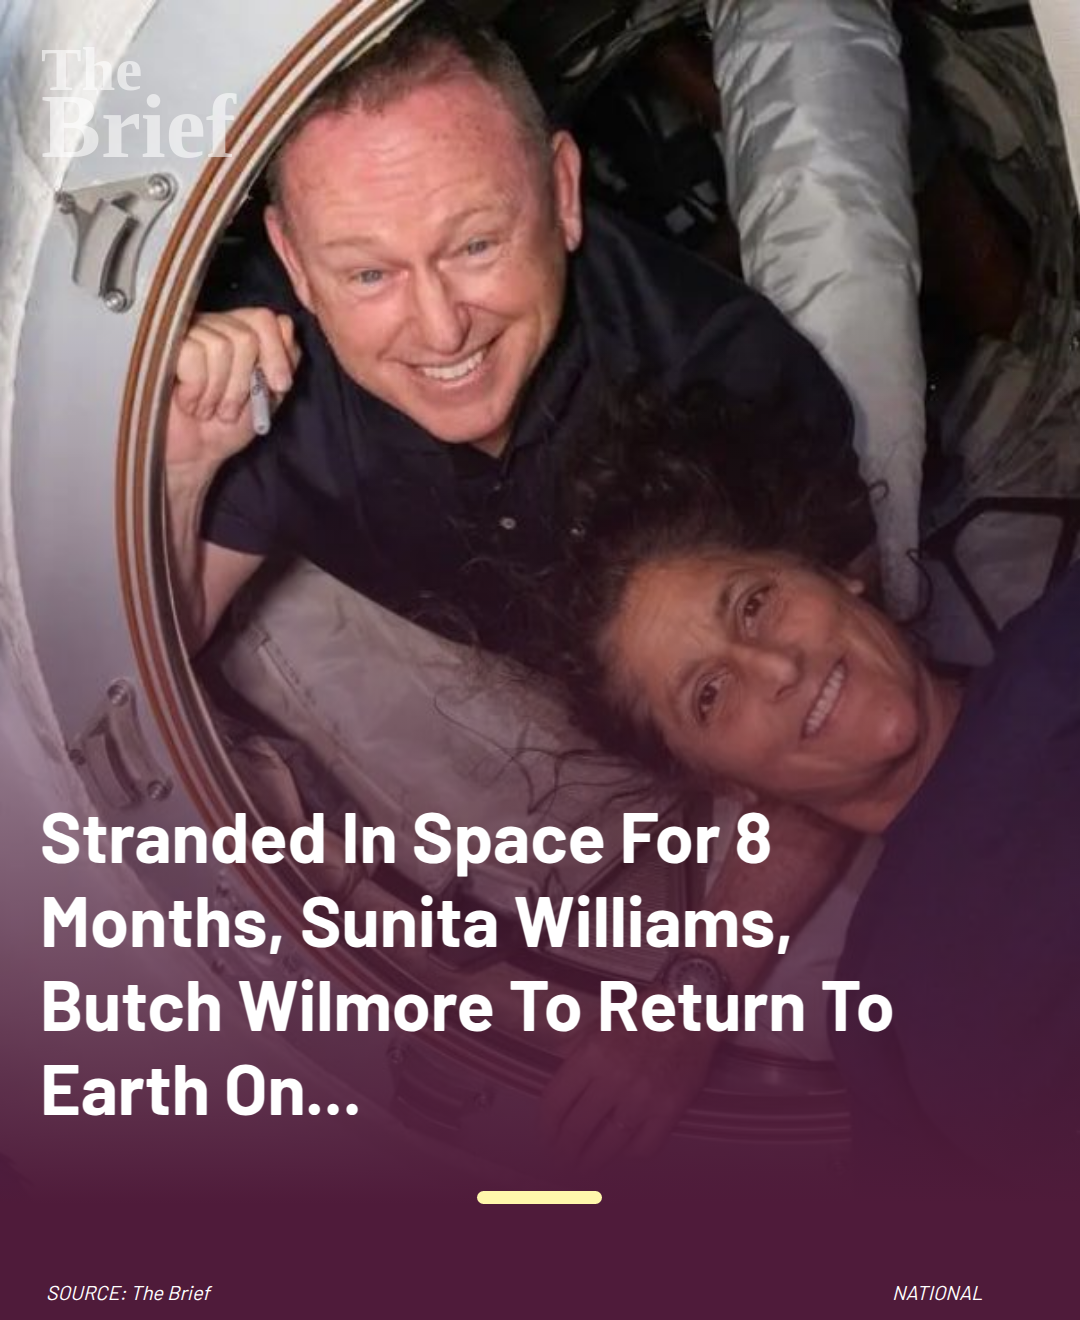 The
Brief
Stranded In Space For 8
Months, Sunita Williams,
Butch Wilmore To Return To
Earth On...
SOURCE: The Brief
NATIONAL